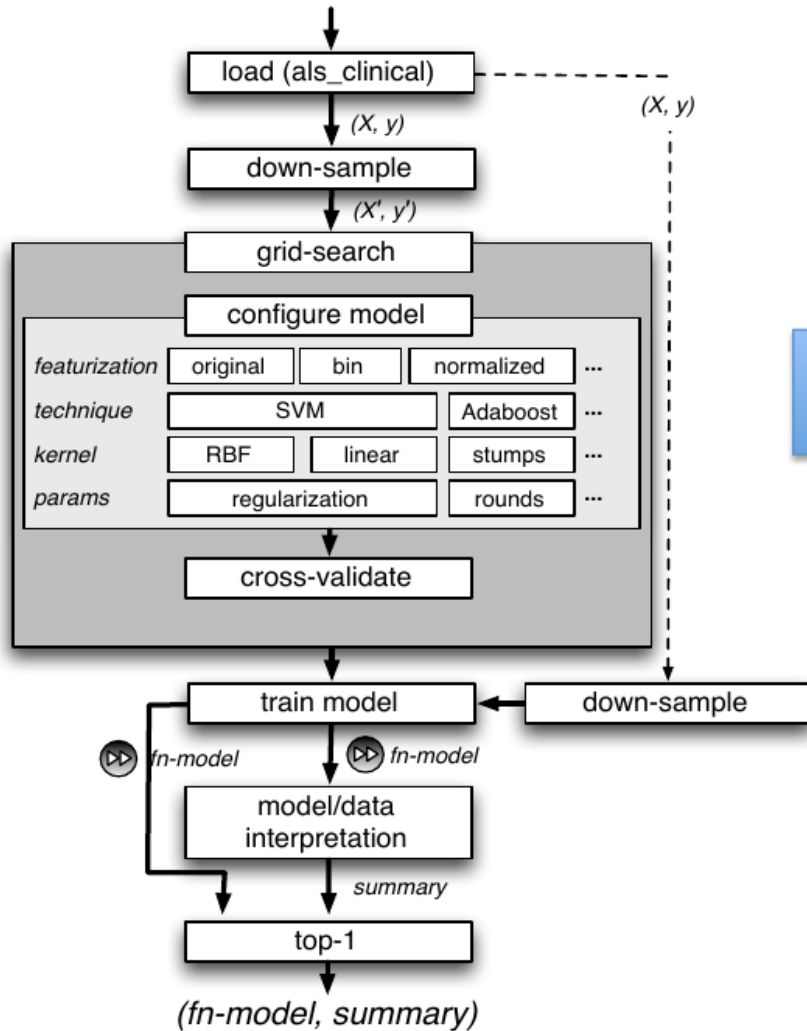 load (als_clinical)
(X, y)
(X, y)
down-sample
(X', y')
grid-search
configure model
featurization original bin normalized ...
technique SVM Adaboost ...
kernel RBF linear stumps ...
params regularization rounds ...
cross-validate
train model
down-sample
fn-model
fn-model
model/data
interpretation
summary
top-1
(fn-model, summary)